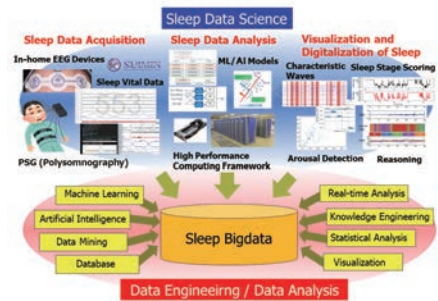 Sleep Data Science
Sleep Data Acquisition
Sleep Data Analysis
Visualization and
Digitalization of Sleep
In-home EEG Devices
Sleep Vital Data
PSG (Polysomnography)
ML/AI Models
High Performance
Computing Framework
Characteristic
Waves
Sleep Stage Scoring
Arousal Detection
Reasoning
Machine Learning
Artificial Intelligence
Data Mining
Database
Sleep Bigdata
Real-time Analysis
Knowledge Engineering
Statistical Analysis
Visualization
Data Engineeirng / Data Analysis